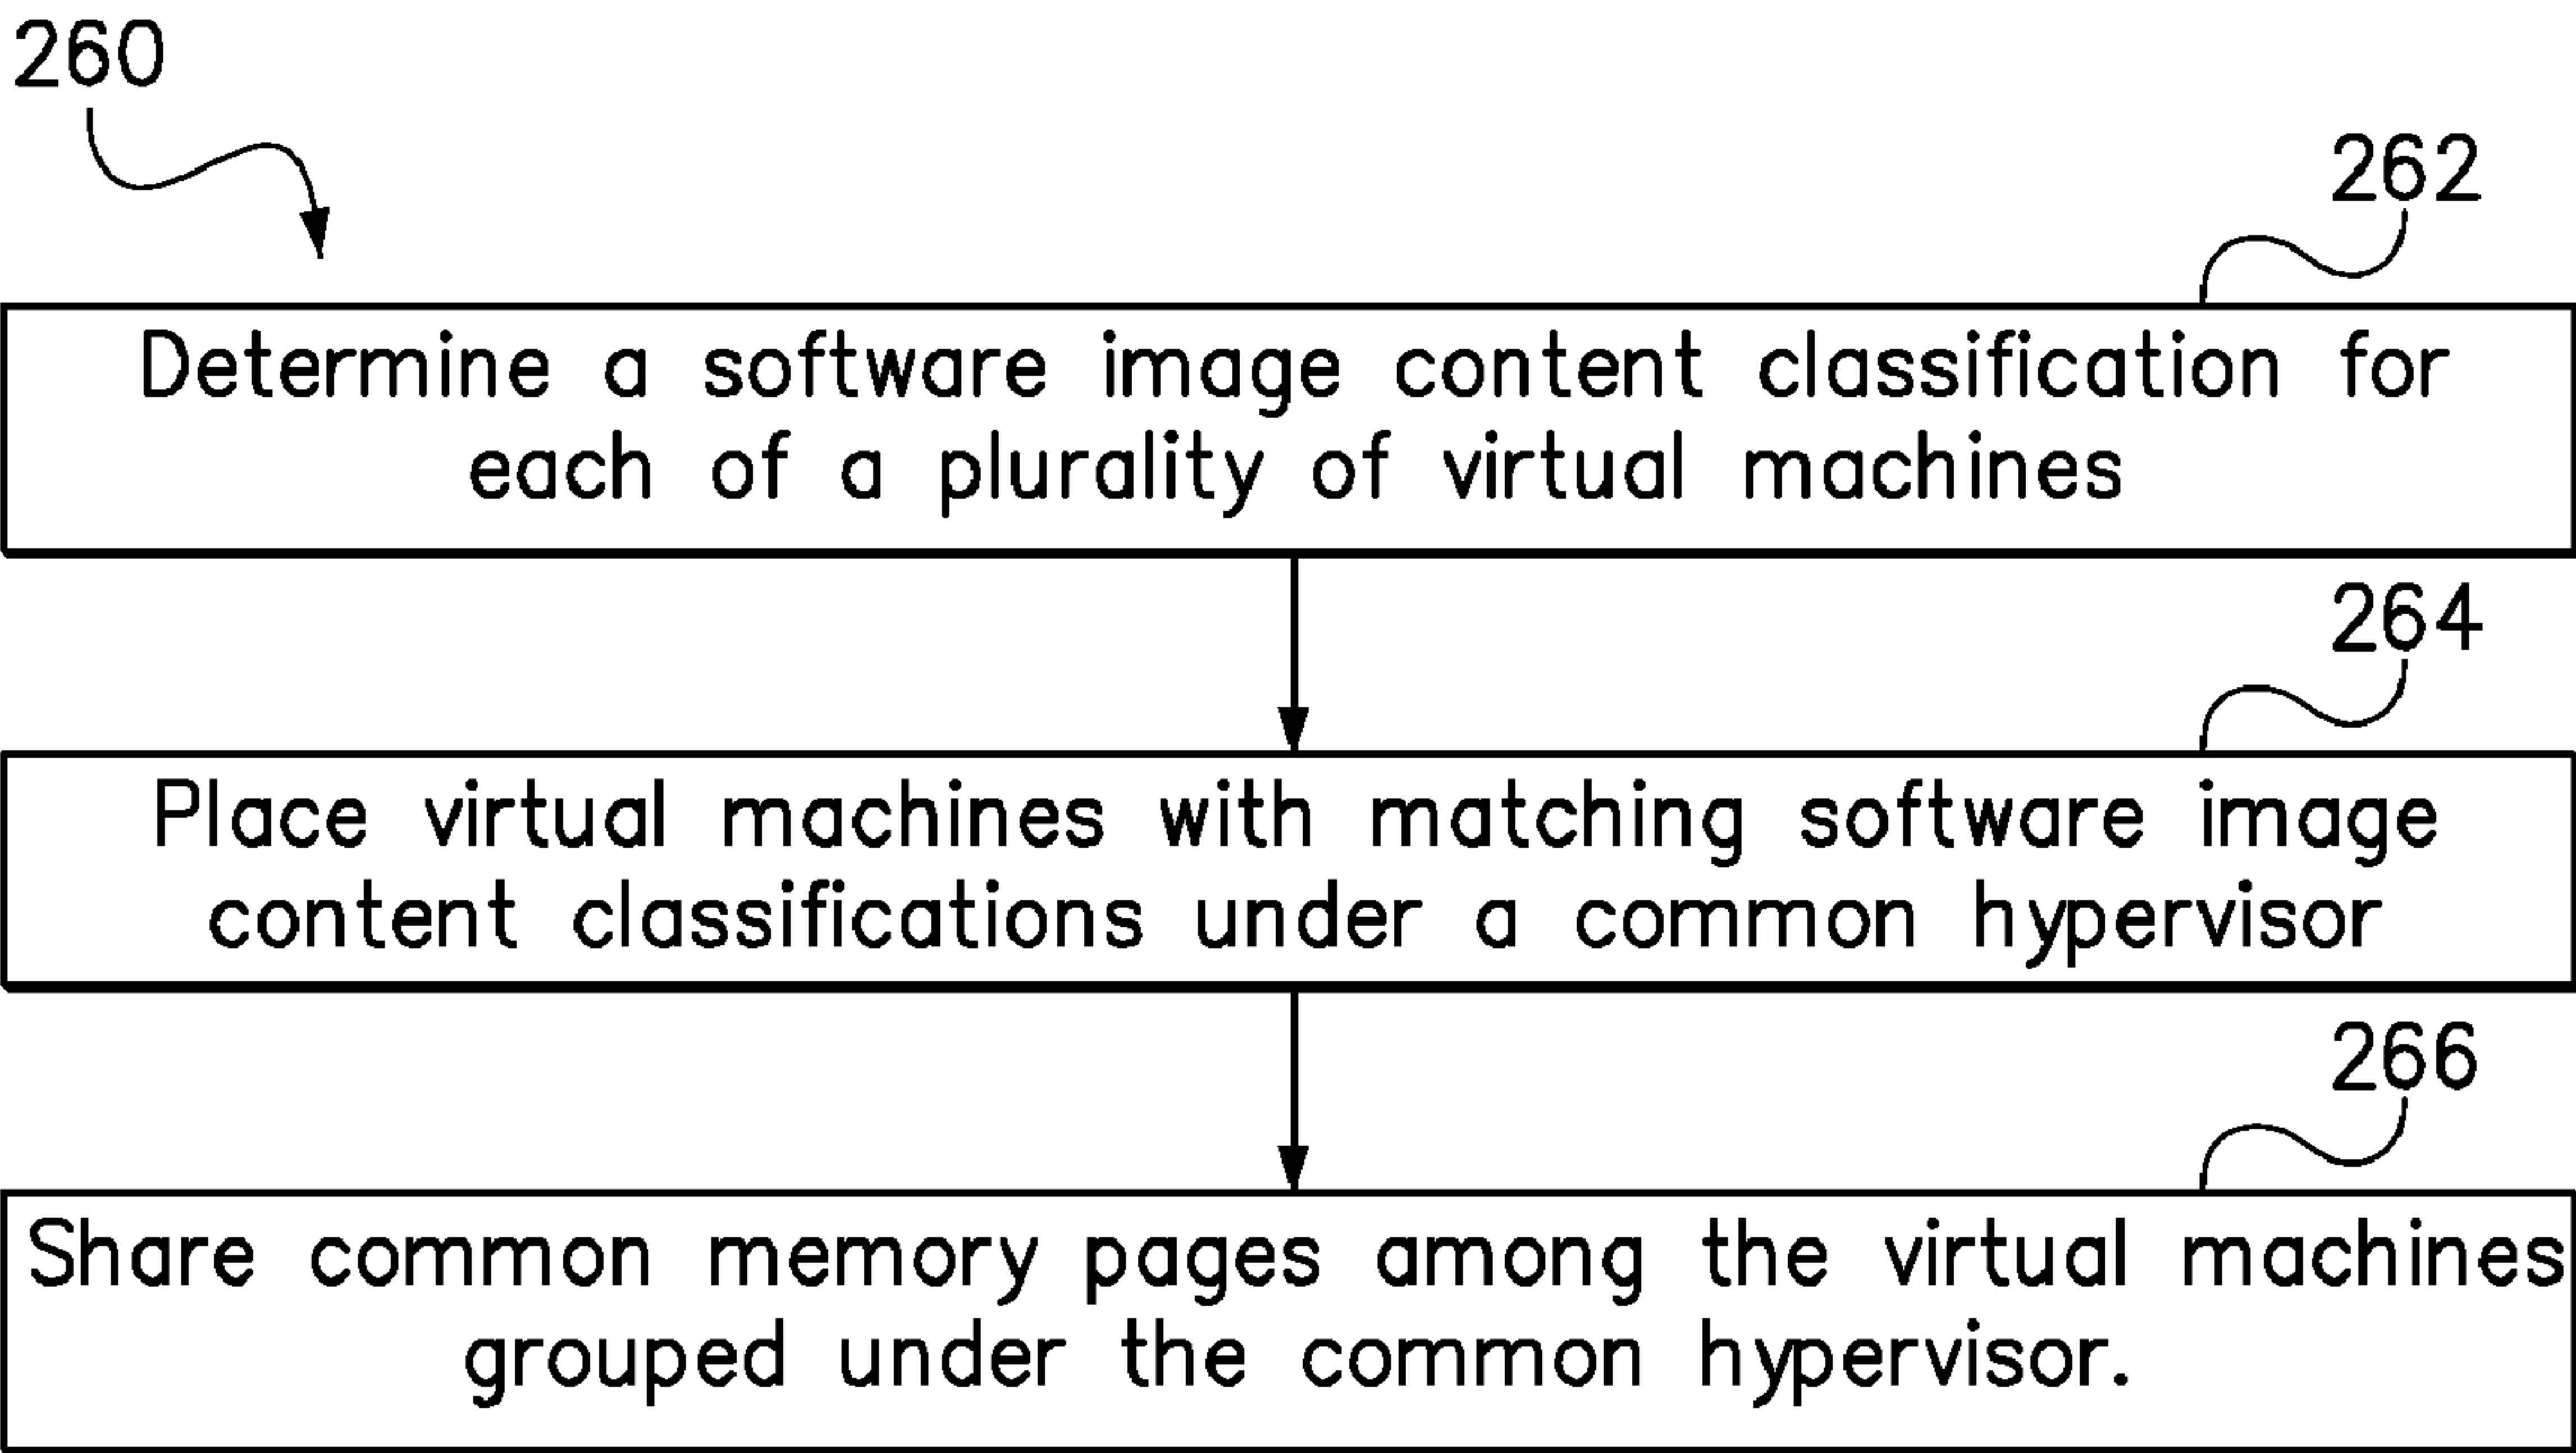 260
262
Determine a software image content classification for
each of a plurality of virtual machines
264
Place virtual machines with matching software image
content classifications under a common hypervisor
266
Share common memory pages among the virtual machines
grouped under the common hypervisor.